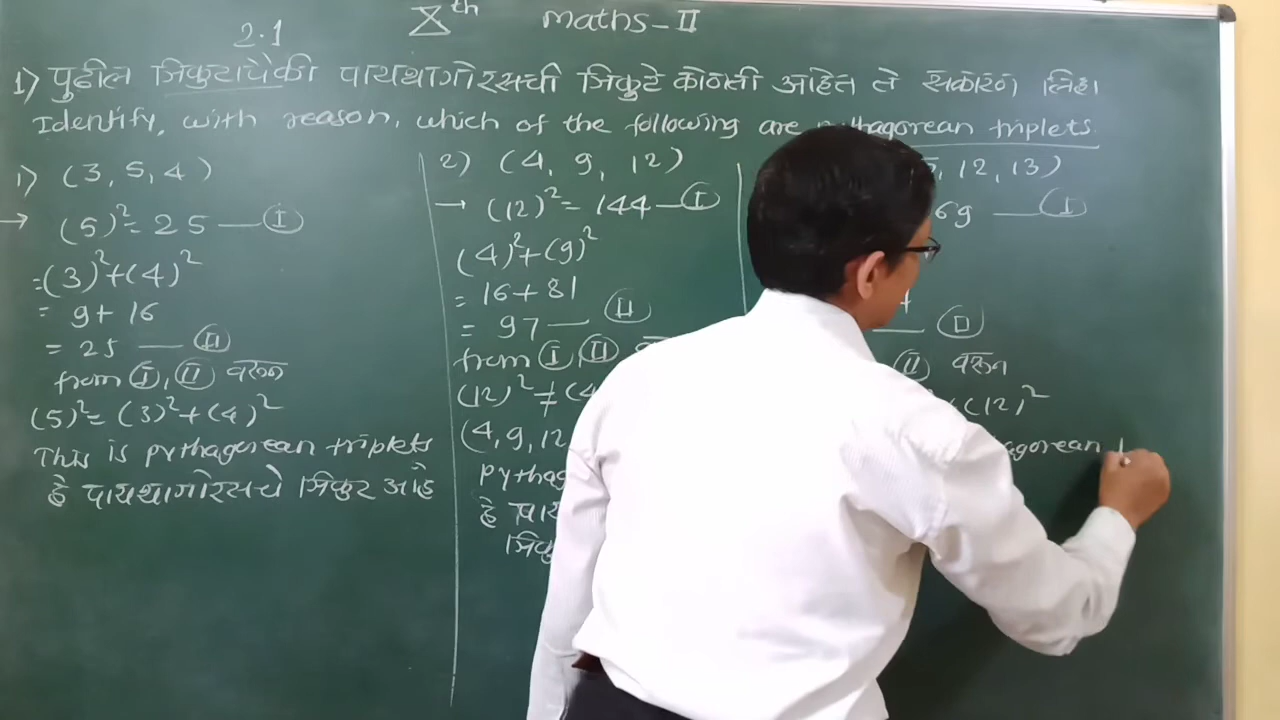 2.1 Xth maths-II
1) पुढील त्रिकुटांपैकी पायथागोरसची त्रिकुटे कोणती आहेत ते सकारण लिहा
Identify, with reason, which of the following are pythagorean triplets.
1) (3, 5, 4)
→ (5)² = 25 — I
= (3)² + (4)²
= 9 + 16
= 25 — II
from I, II वरून
(5)² = (3)² + (4)²
This is pythagorean triplets
हे पायथागोरसचे त्रिकुट आहे
2) (4, 9, 12)
→ (12)² = 144 — I
(4)² + (9)²
= 16 + 81
= 97 — II
from I, II
(12)² ≠ (4
(4, 9, 12
pythag
हे पाय
त्रिकु
, 12, 13)
69 — I
— II
II वरून
(12)²
agorean t